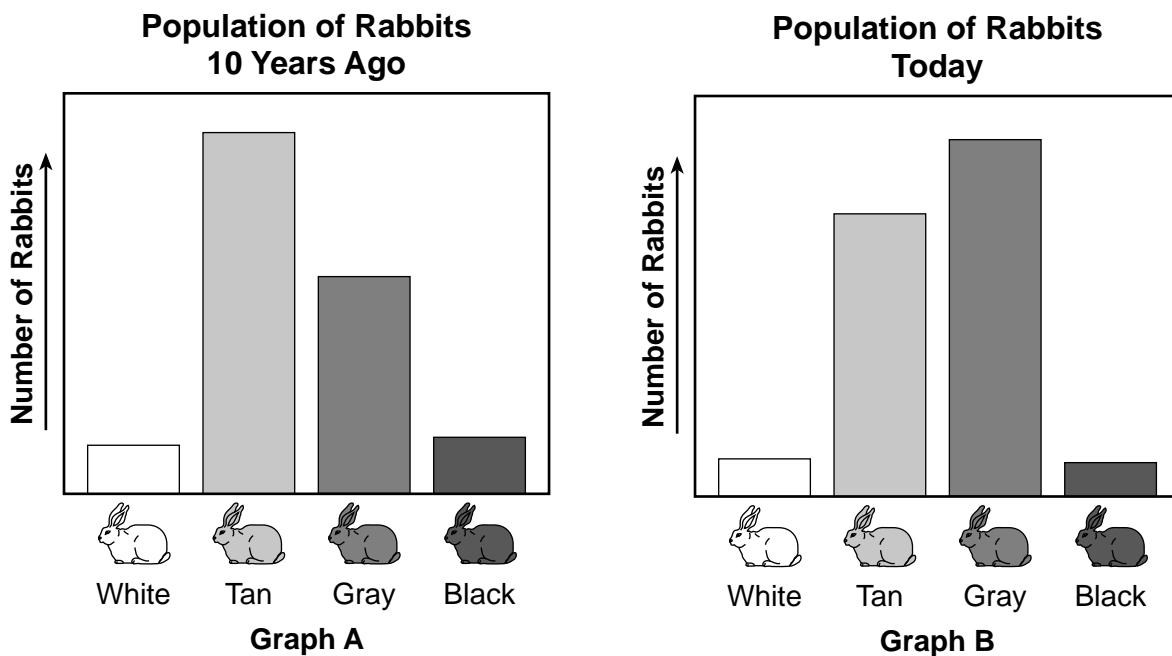 Population of Rabbits
10 Years Ago
Number of Rabbits
White
Tan
Gray
Black
Graph A
Population of Rabbits
Today
Number of Rabbits
White
Tan
Gray
Black
Graph B